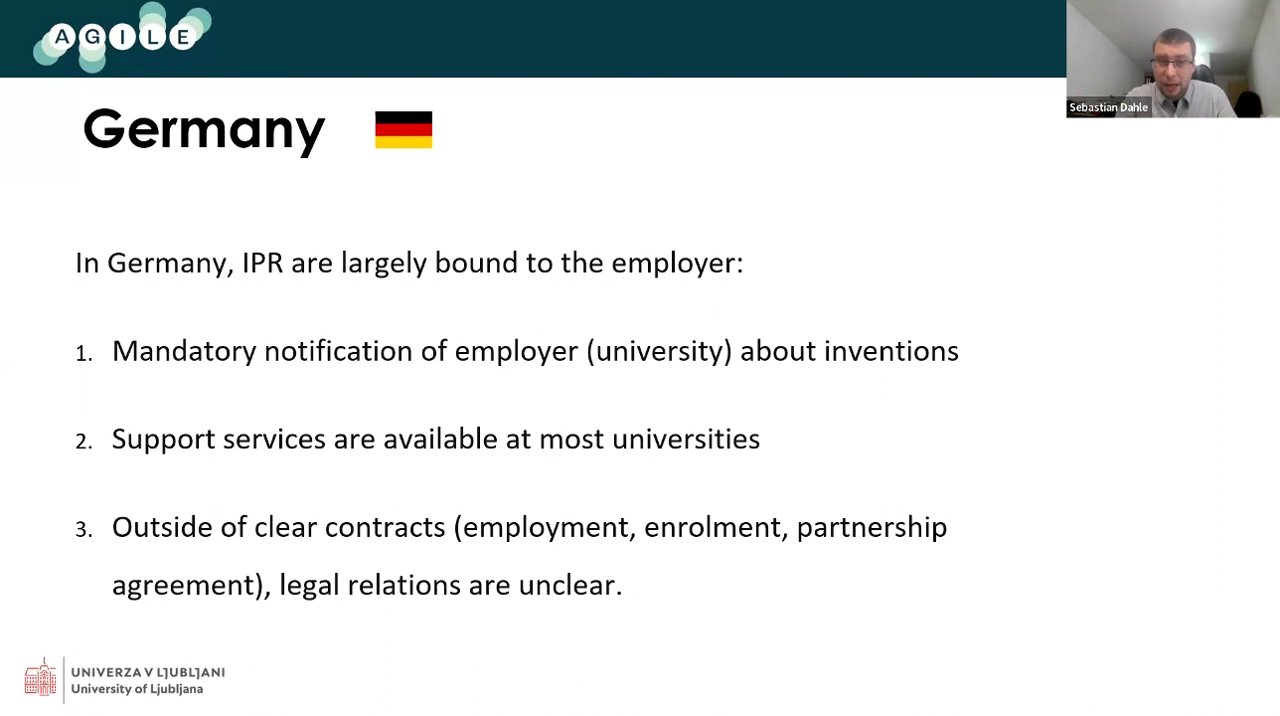 AGILE
Sebastian Dahle
Germany
In Germany, IPR are largely bound to the employer:
1. Mandatory notification of employer (university) about inventions
2. Support services are available at most universities
3. Outside of clear contracts (employment, enrolment, partnership
agreement), legal relations are unclear.
UNIVERZA V LJUBLJANI
University of Ljubljana